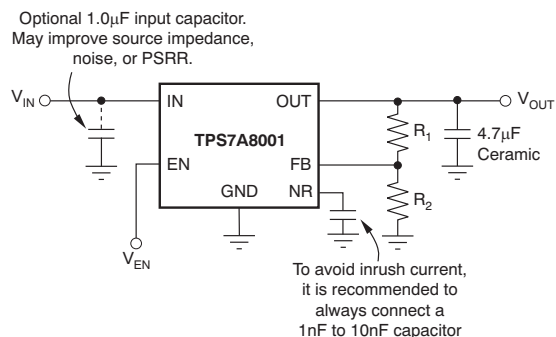 Optional 1.0μF input capacitor.
May improve source impedance,
noise, or PSRR.
V_IN
IN
OUT
V_OUT
TPS7A8001
R_1
4.7μF
Ceramic
EN
FB
GND
NR
R_2
V_EN
To avoid inrush current,
it is recommended to
always connect a
1nF to 10nF capacitor